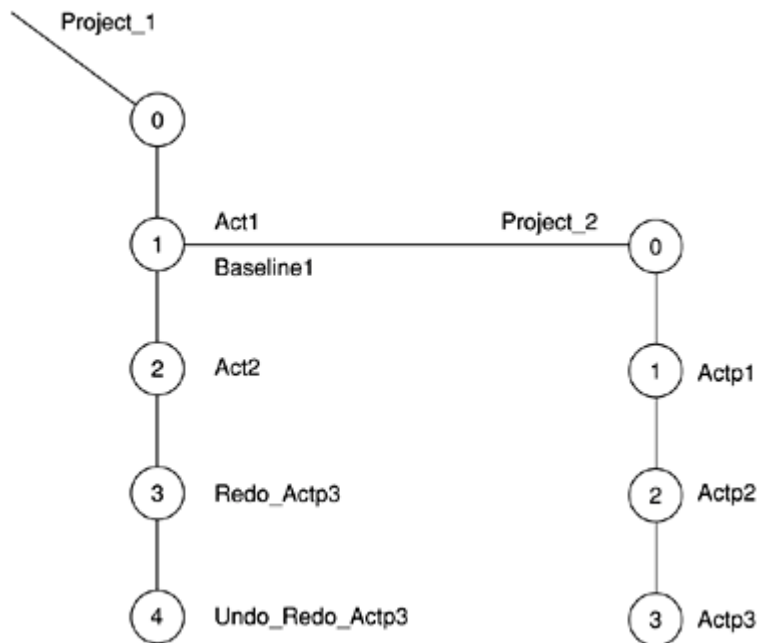 Project_1
0
1
Act1
Baseline1
Project_2
0
2
Act2
1
Actp1
3
Redo_Actp3
2
Actp2
4
Undo_Redo_Actp3
3
Actp3